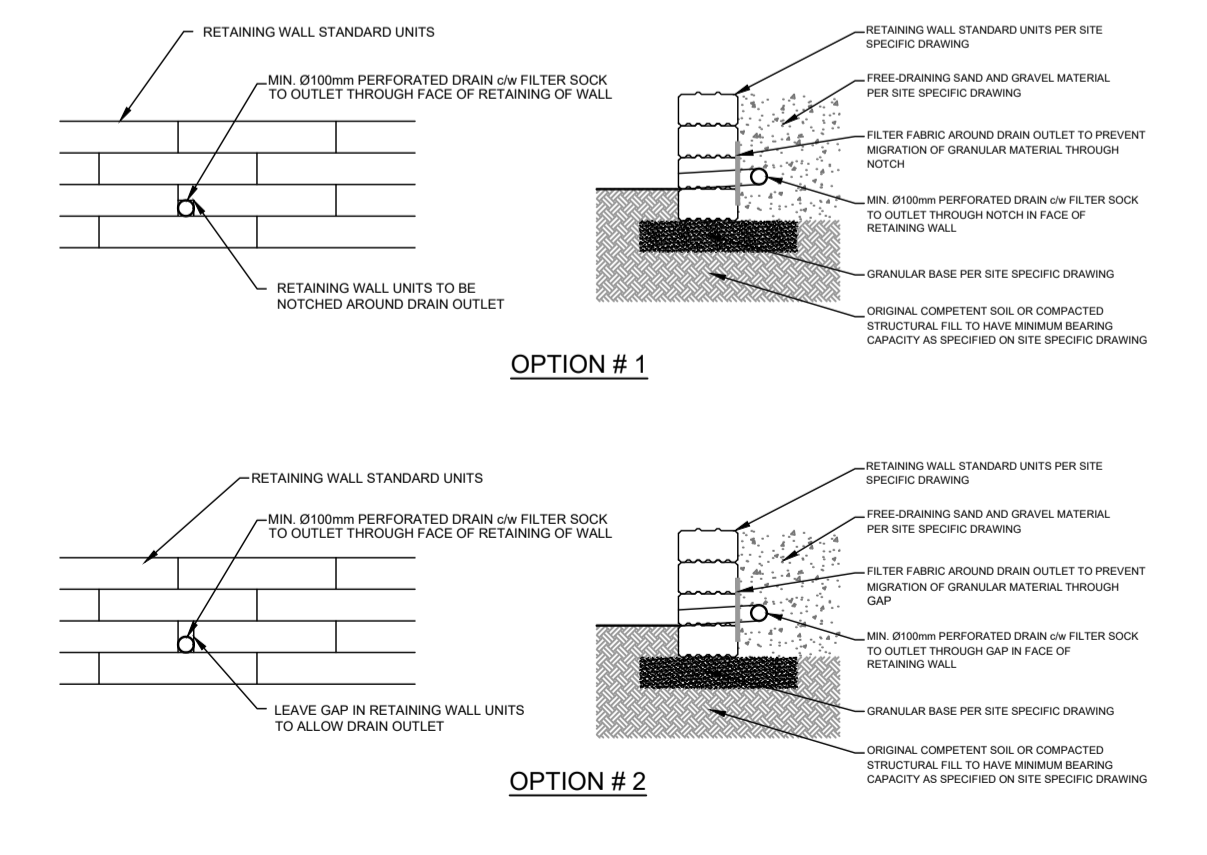 RETAINING WALL STANDARD UNITS
MIN. Ø100mm PERFORATED DRAIN c/w FILTER SOCK
TO OUTLET THROUGH FACE OF RETAINING OF WALL
RETAINING WALL UNITS TO BE
NOTCHED AROUND DRAIN OUTLET
RETAINING WALL STANDARD UNITS PER SITE
SPECIFIC DRAWING
FREE-DRAINING SAND AND GRAVEL MATERIAL
PER SITE SPECIFIC DRAWING
FILTER FABRIC AROUND DRAIN OUTLET TO PREVENT
MIGRATION OF GRANULAR MATERIAL THROUGH
NOTCH
MIN. Ø100mm PERFORATED DRAIN c/w FILTER SOCK
TO OUTLET THROUGH NOTCH IN FACE OF
RETAINING WALL
GRANULAR BASE PER SITE SPECIFIC DRAWING
ORIGINAL COMPETENT SOIL OR COMPACTED
STRUCTURAL FILL TO HAVE MINIMUM BEARING
CAPACITY AS SPECIFIED ON SITE SPECIFIC DRAWING
OPTION # 1
RETAINING WALL STANDARD UNITS
MIN. Ø100mm PERFORATED DRAIN c/w FILTER SOCK
TO OUTLET THROUGH FACE OF RETAINING OF WALL
LEAVE GAP IN RETAINING WALL UNITS
TO ALLOW DRAIN OUTLET
RETAINING WALL STANDARD UNITS PER SITE
SPECIFIC DRAWING
FREE-DRAINING SAND AND GRAVEL MATERIAL
PER SITE SPECIFIC DRAWING
FILTER FABRIC AROUND DRAIN OUTLET TO PREVENT
MIGRATION OF GRANULAR MATERIAL THROUGH
GAP
MIN. Ø100mm PERFORATED DRAIN c/w FILTER SOCK
TO OUTLET THROUGH GAP IN FACE OF
RETAINING WALL
GRANULAR BASE PER SITE SPECIFIC DRAWING
ORIGINAL COMPETENT SOIL OR COMPACTED
STRUCTURAL FILL TO HAVE MINIMUM BEARING
CAPACITY AS SPECIFIED ON SITE SPECIFIC DRAWING
OPTION # 2